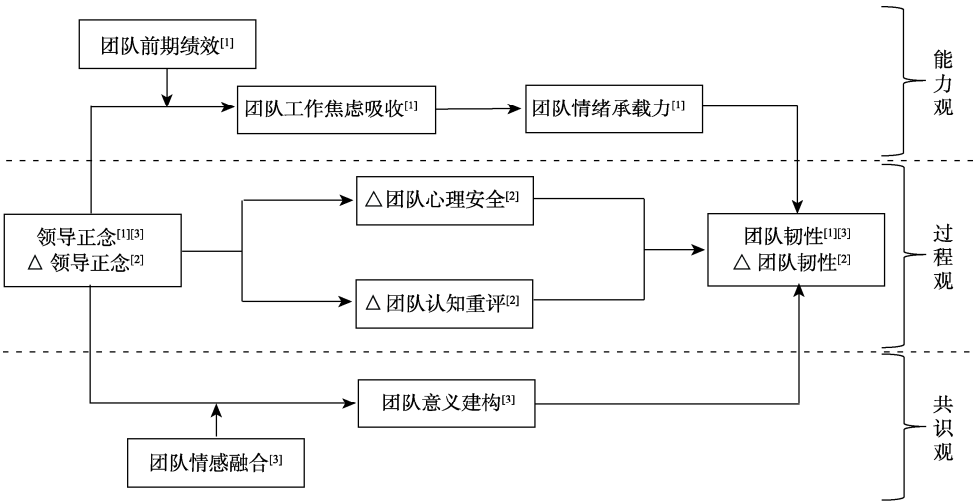 团队前期绩效[1]
团队工作焦虑吸收[1]
团队情绪承载力[1]
能力观
△团队心理安全[2]
领导正念[1][3]
△ 领导正念[2]
团队韧性[1][3]
△ 团队韧性[2]
过程观
△团队认知重评[2]
团队意义建构[3]
共识观
团队情感融合[3]